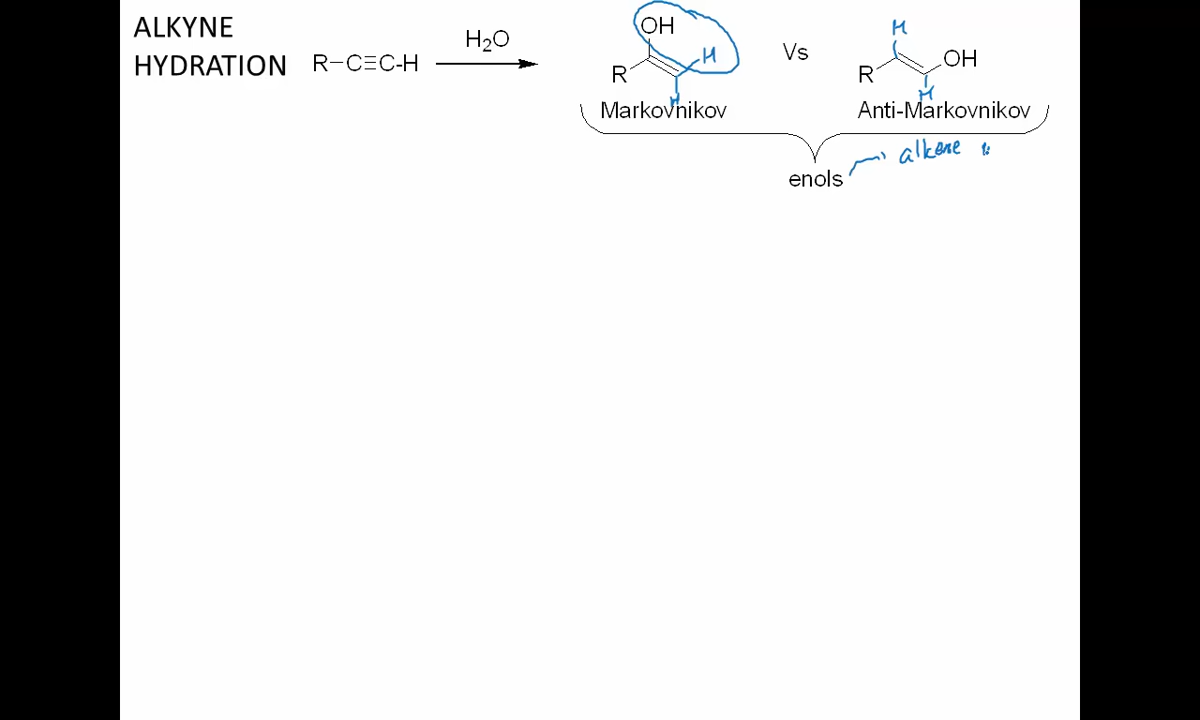 ALKYNE
HYDRATION
R-C≡C-H
H₂O
OH
H
R
H
Markovnikov
Vs
H
R
OH
H
Anti-Markovnikov
enols
alkene